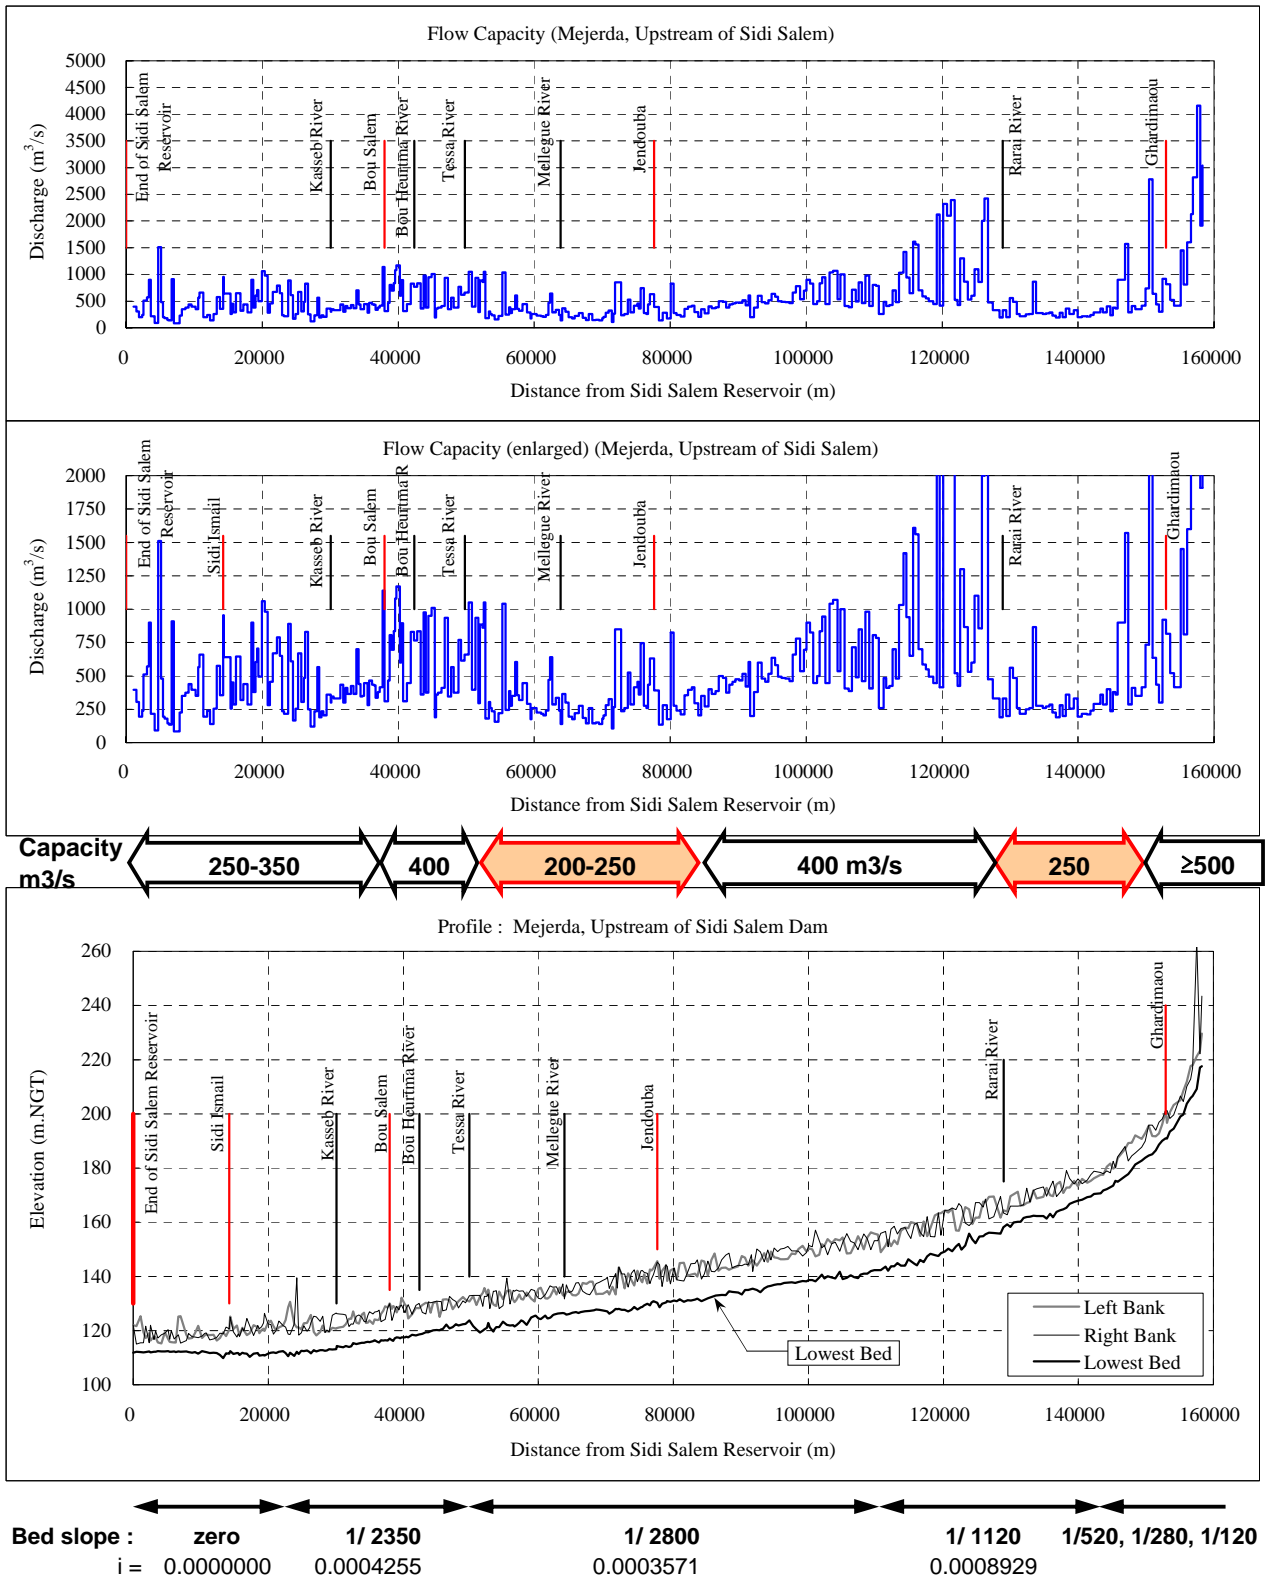 Flow Capacity (Mejerda, Upstream of Sidi Salem)
5000
4500
4000
3500
3000
2500
2000
1500
1000
500
0
Discharge (m³/s)
End of Sidi Salem
Reservoir
Kasseb River
Bou Salem
Bou Heurtma River
Tessa River
Mellegue River
Jendouba
Rarai River
Ghardimaou
0 20000 40000 60000 80000 100000 120000 140000 160000
Distance from Sidi Salem Reservoir (m)
Flow Capacity (enlarged) (Mejerda, Upstream of Sidi Salem)
2000
1750
1500
1250
1000
750
500
250
0
Discharge (m³/s)
End of Sidi Salem
Reservoir
Sidi Ismail
Kasseb River
Bou Salem
Bou Heurtma R
Tessa River
Mellegue River
Jendouba
Rarai River
Ghardimaou
0 20000 40000 60000 80000 100000 120000 140000 160000
Distance from Sidi Salem Reservoir (m)
Capacity
m3/s
250-350 400 200-250 400 m3/s 250 ≥500
Profile : Mejerda, Upstream of Sidi Salem Dam
260
240
220
200
180
160
140
120
100
Elevation (m.NGT)
End of Sidi Salem Reservoir
Sidi Ismail
Kasseb River
Bou Salem
Bou Heurtma River
Tessa River
Mellegue River
Jendouba
Rarai River
Ghardimaou
Lowest Bed
Left Bank
Right Bank
Lowest Bed
0 20000 40000 60000 80000 100000 120000 140000 160000
Distance from Sidi Salem Reservoir (m)
Bed slope : zero 1/ 2350 1/ 2800 1/ 1120 1/520, 1/280, 1/120
i = 0.0000000 0.0004255 0.0003571 0.0008929